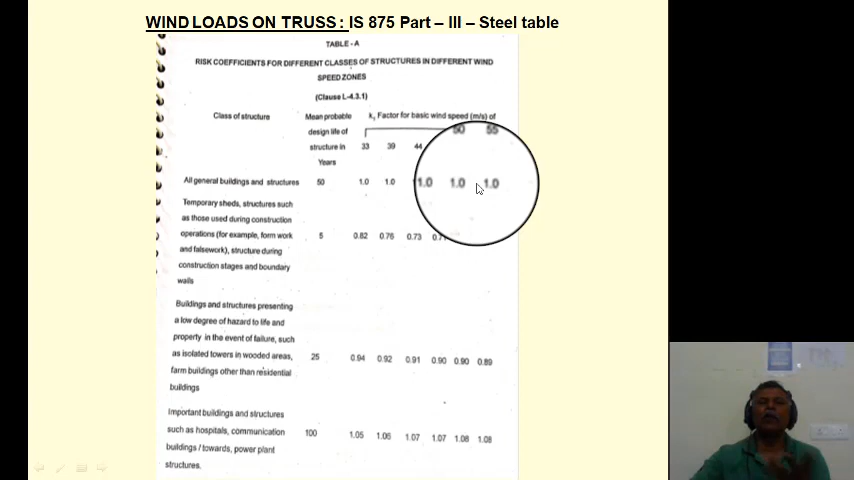 WIND LOADS ON TRUSS : IS 875 Part – III – Steel table
TABLE - A
RISK COEFFICIENTS FOR DIFFERENT CLASSES OF STRUCTURES IN DIFFERENT WIND
SPEED ZONES
(Clause L-4.3.1)
Class of structure Mean probable k, Factor for basic wind speed (m/s) of
design life of 50 55
structure in 33 39 44
Years
All general buildings and structures 50 1.0 1.0 1.0 1.0 1.0
Temporary sheds, structures such
as those used during construction
operations (for example, form work 5 0.82 0.76 0.73
and falsework), structure during
construction stages and boundary
walls
Buildings and structures presenting
a low degree of hazard to life and
property in the event of failure, such
as isolated towers in wooded areas, 25 0.94 0.92 0.91 0.90 0.90 0.89
farm buildings other than residential
buildings
Important buildings and structures
such as hospitals, communication 100 1.05 1.06 1.07 1.07 1.08 1.08
buildings / towards, power plant
structures.